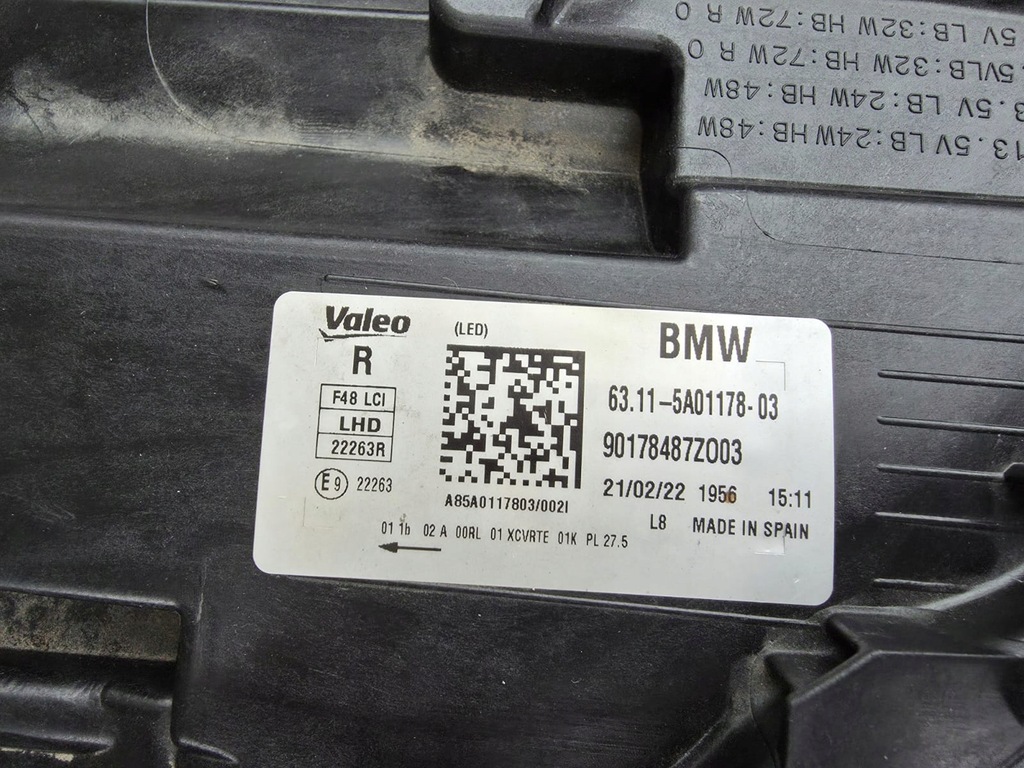 .5V LB:32W HB:72W R O
.5VLB:32W HB:72W R O
3.5V LB:24W HB:48W
13.5V LB:24W HB:48W
Valeo
(LED)
BMW
R
F48 LCI
LHD
22263R
E9 22263
63.11-5A01178-03
90178487Z003
A85A0117803/002I
21/02/22 1956 15:11
L8 MADE IN SPAIN
01 1b 02 A 00RL 01 XCVRTE 01K PL 27.5